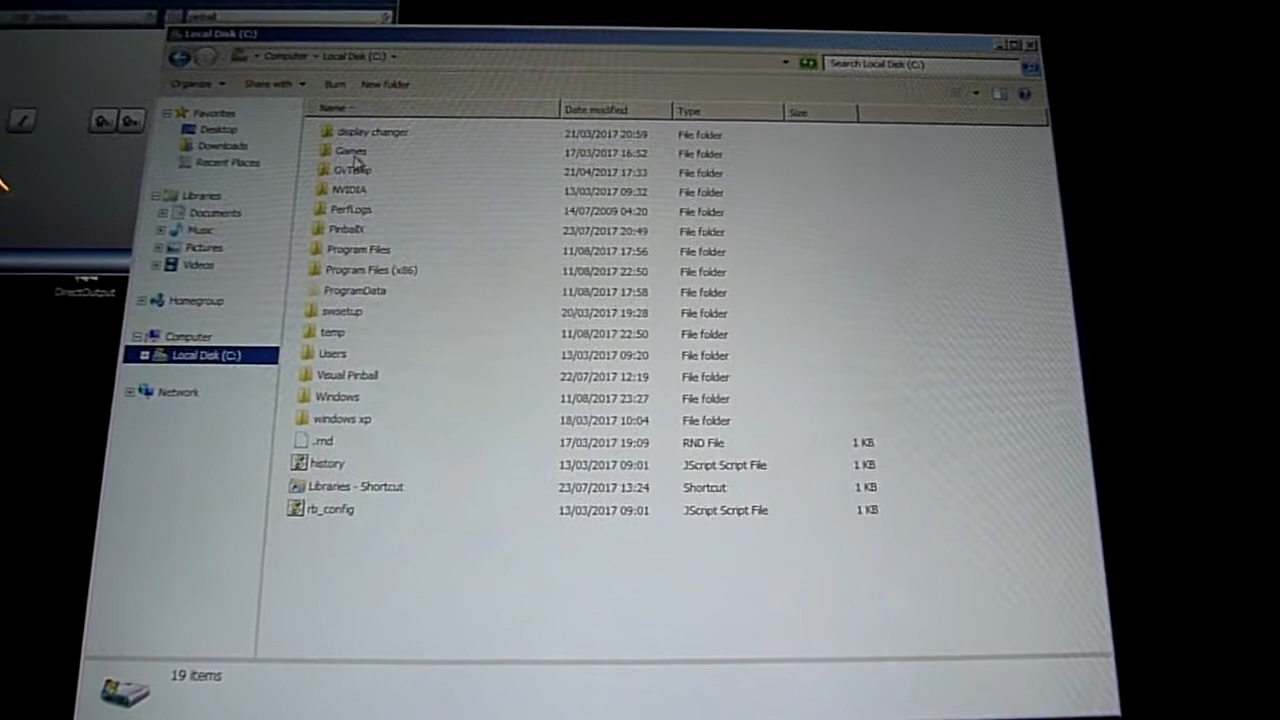 pinball
Local Disk (C:)
Computer Local Disk (C:)
Search Local Disk (C:)
Organize Share with Burn New folder
Name Date modified Type Size
Favorites
Desktop
Downloads
Recent Places
Libraries
Documents
Music
Pictures
Videos
Homegroup
Computer
Local Disk (C:)
Network
display changer 21/03/2017 20:59 File folder
Games 17/03/2017 16:52 File folder
21/04/2017 17:33 File folder
NVIDIA 13/03/2017 09:32 File folder
PerfLogs 14/07/2009 04:20 File folder
PinballX 23/07/2017 20:49 File folder
Program Files 11/08/2017 17:56 File folder
Program Files (x86) 11/08/2017 22:50 File folder
ProgramData 11/08/2017 17:58 File folder
swsetup 20/03/2017 19:28 File folder
temp 11/08/2017 22:50 File folder
Users 13/03/2017 09:20 File folder
Visual Pinball 22/07/2017 12:19 File folder
Windows 11/08/2017 23:27 File folder
windows xp 18/03/2017 10:04 File folder
.rnd 17/03/2017 19:09 RND File 1 KB
history 13/03/2017 09:01 JScript Script File 1 KB
Libraries - Shortcut 23/07/2017 13:24 Shortcut 1 KB
rb_config 13/03/2017 09:01 JScript Script File 1 KB
DirectOutput
19 items